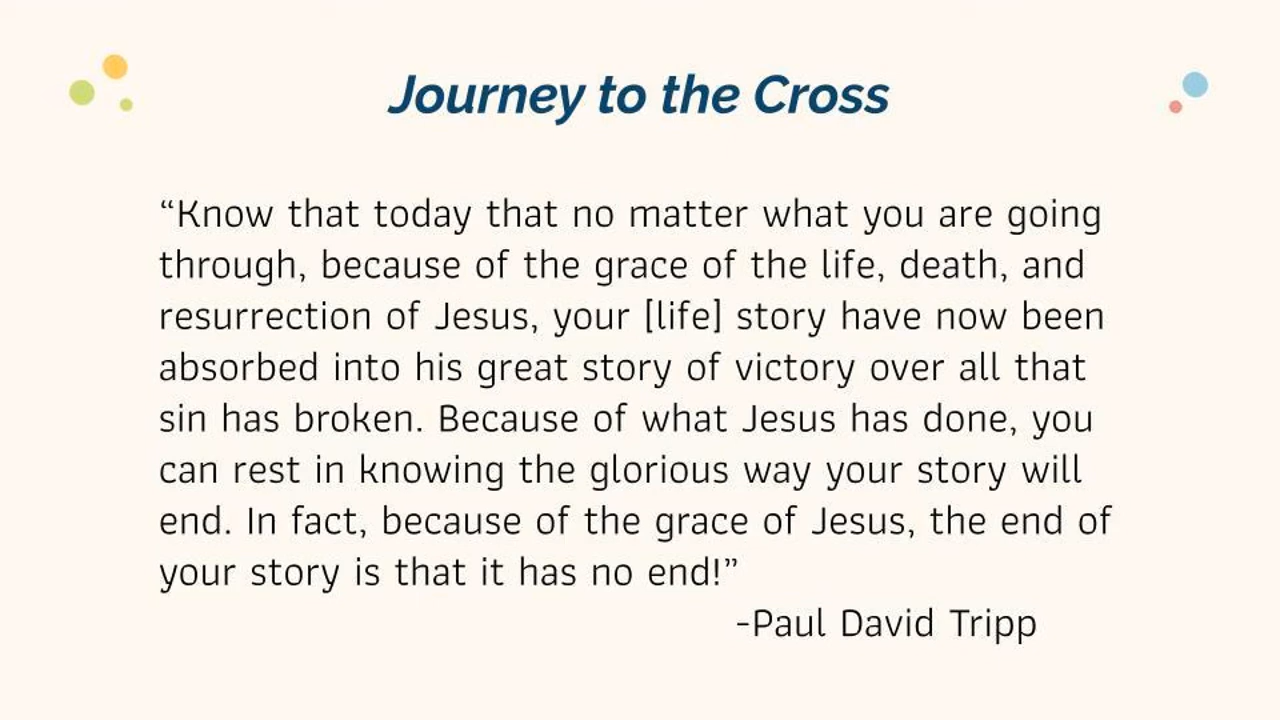 Journey to the Cross
“Know that today that no matter what you are going
through, because of the grace of the life, death, and
resurrection of Jesus, your [life] story have now been
absorbed into his great story of victory over all that
sin has broken. Because of what Jesus has done, you
can rest in knowing the glorious way your story will
end. In fact, because of the grace of Jesus, the end of
your story is that it has no end!”
-Paul David Tripp